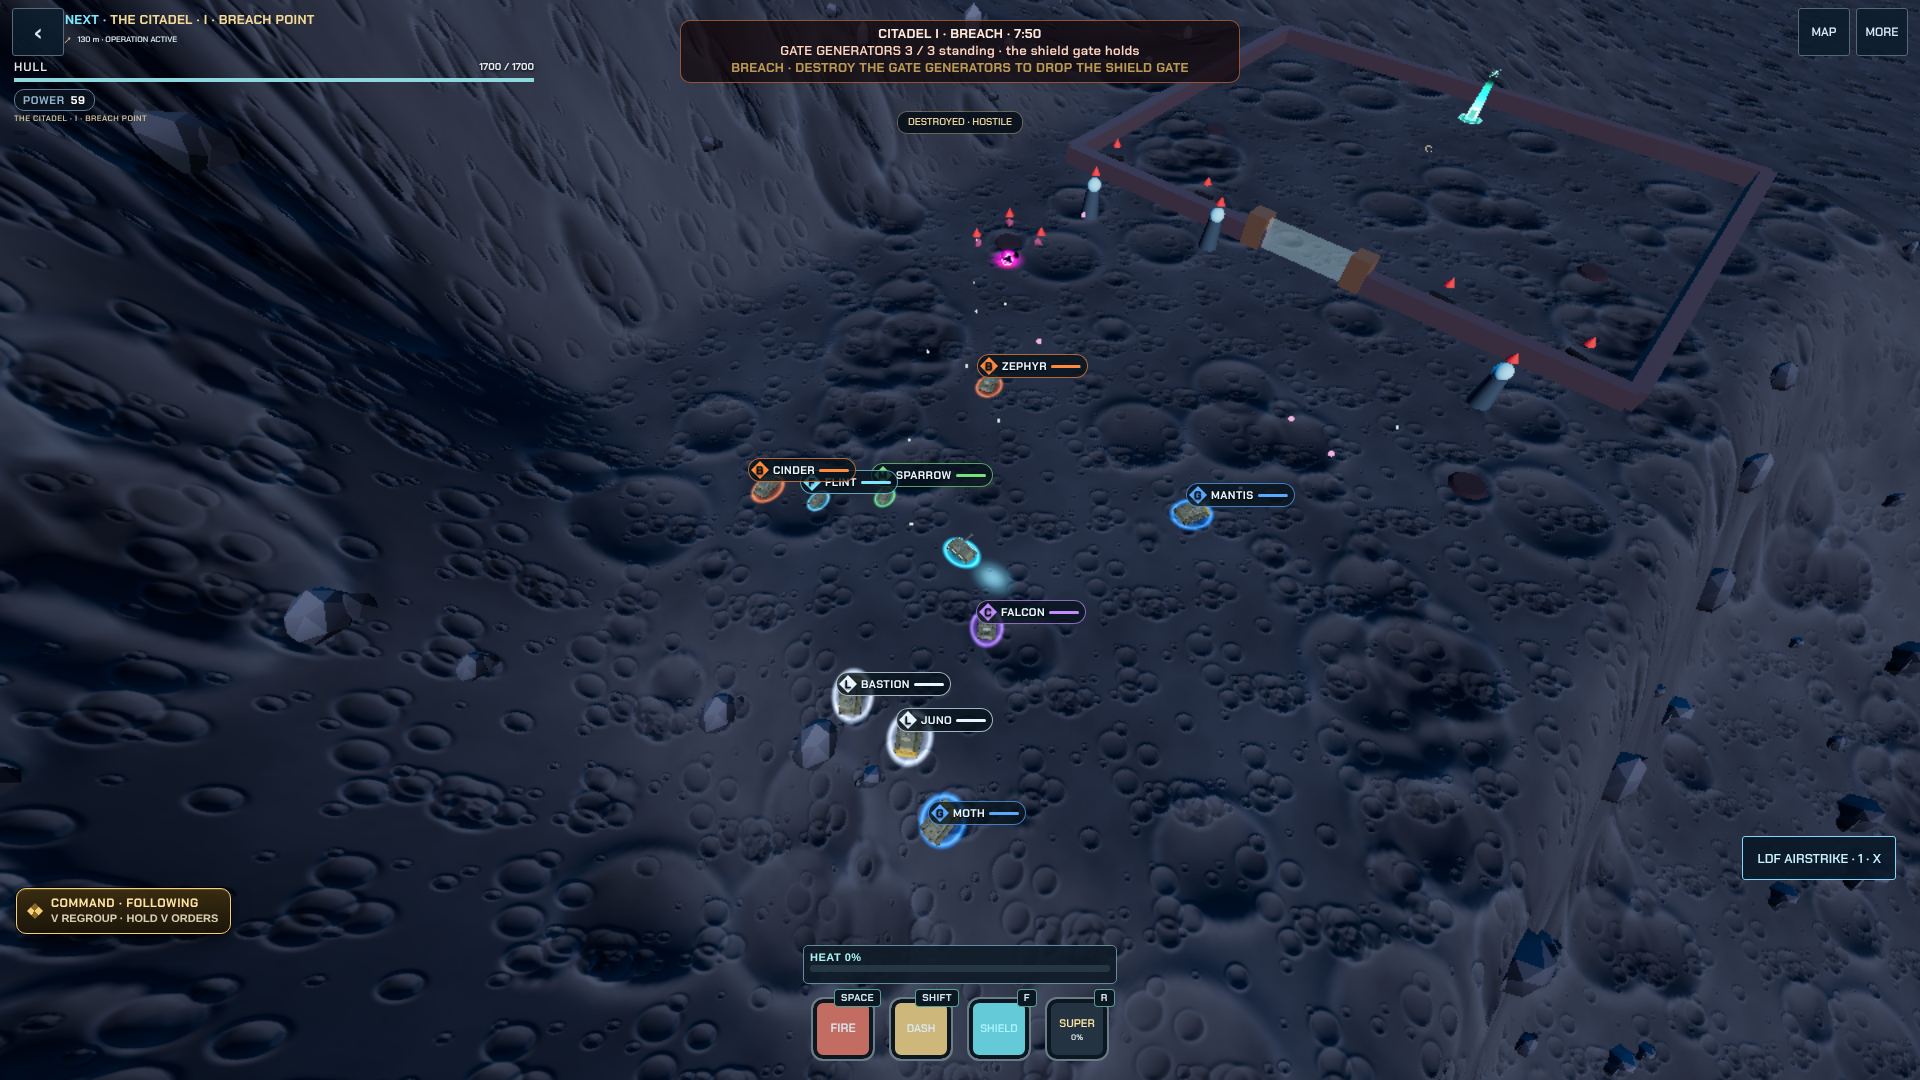 NEXT · THE CITADEL · I · BREACH POINT
130 m · OPERATION ACTIVE
HULL 1700 / 1700
POWER 59
THE CITADEL · I · BREACH POINT
CITADEL I · BREACH · 7:50
GATE GENERATORS 3 / 3 standing · the shield gate holds
BREACH · DESTROY THE GATE GENERATORS TO DROP THE SHIELD GATE
DESTROYED · HOSTILE
MAP
MORE
B ZEPHYR
B CINDER
FLINT
SPARROW
G MANTIS
C FALCON
L BASTION
L JUNO
G MOTH
LDF AIRSTRIKE · 1 · X
COMMAND · FOLLOWING
V REGROUP · HOLD V ORDERS
HEAT 0%
SPACE
FIRE
SHIFT
DASH
F
SHIELD
R
SUPER
0%